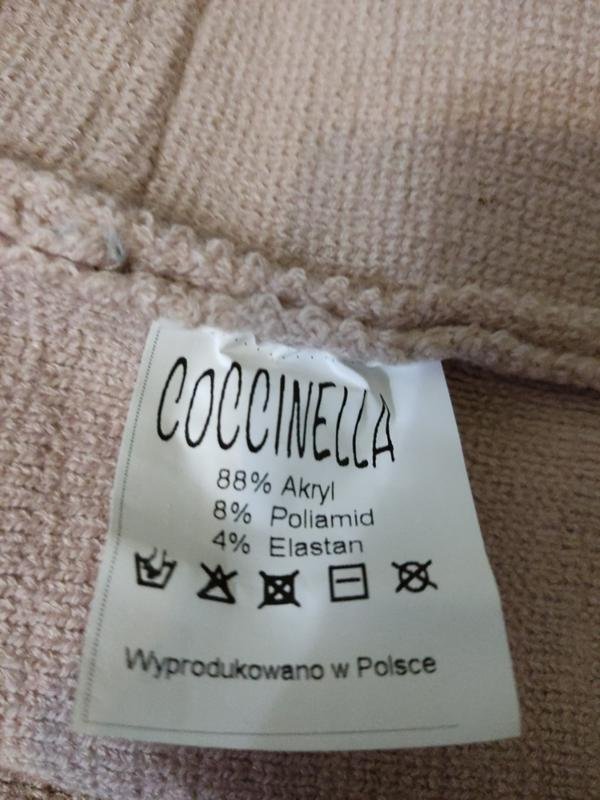 COCCINELLA
88% Akryl
8% Poliamid
4% Elastan
Wyprodukowano w Polsce